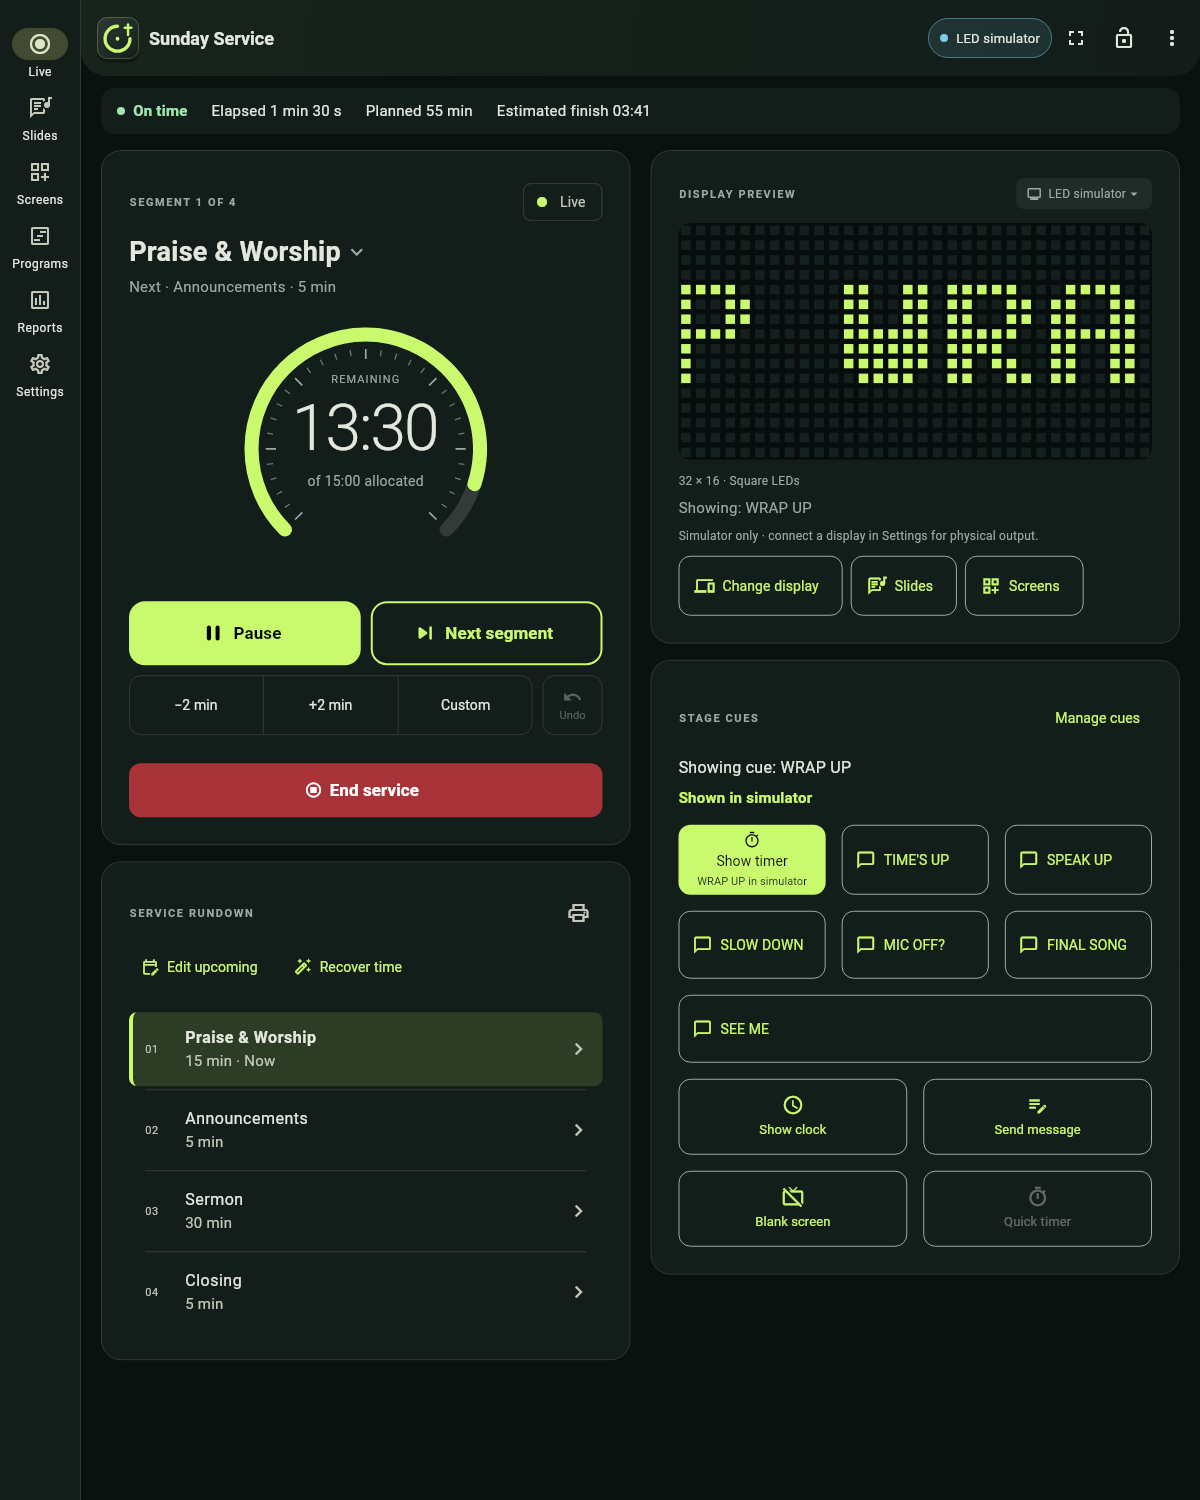 Live
Slides
Screens
Programs
Reports
Settings
Sunday Service
LED simulator
On time
Elapsed 1 min 30 s
Planned 55 min
Estimated finish 03:41
SEGMENT 1 OF 4
Live
Praise & Worship
Next · Announcements · 5 min
REMAINING
13:30
of 15:00 allocated
Pause
Next segment
−2 min
+2 min
Custom
Undo
End service
SERVICE RUNDOWN
Edit upcoming
Recover time
01
Praise & Worship
15 min · Now
02
Announcements
5 min
03
Sermon
30 min
04
Closing
5 min
DISPLAY PREVIEW
LED simulator
P WRA
32 × 16 · Square LEDs
Showing: WRAP UP
Simulator only · connect a display in Settings for physical output.
Change display
Slides
Screens
STAGE CUES
Manage cues
Showing cue: WRAP UP
Shown in simulator
Show timer
WRAP UP in simulator
TIME'S UP
SPEAK UP
SLOW DOWN
MIC OFF?
FINAL SONG
SEE ME
Show clock
Send message
Blank screen
Quick timer